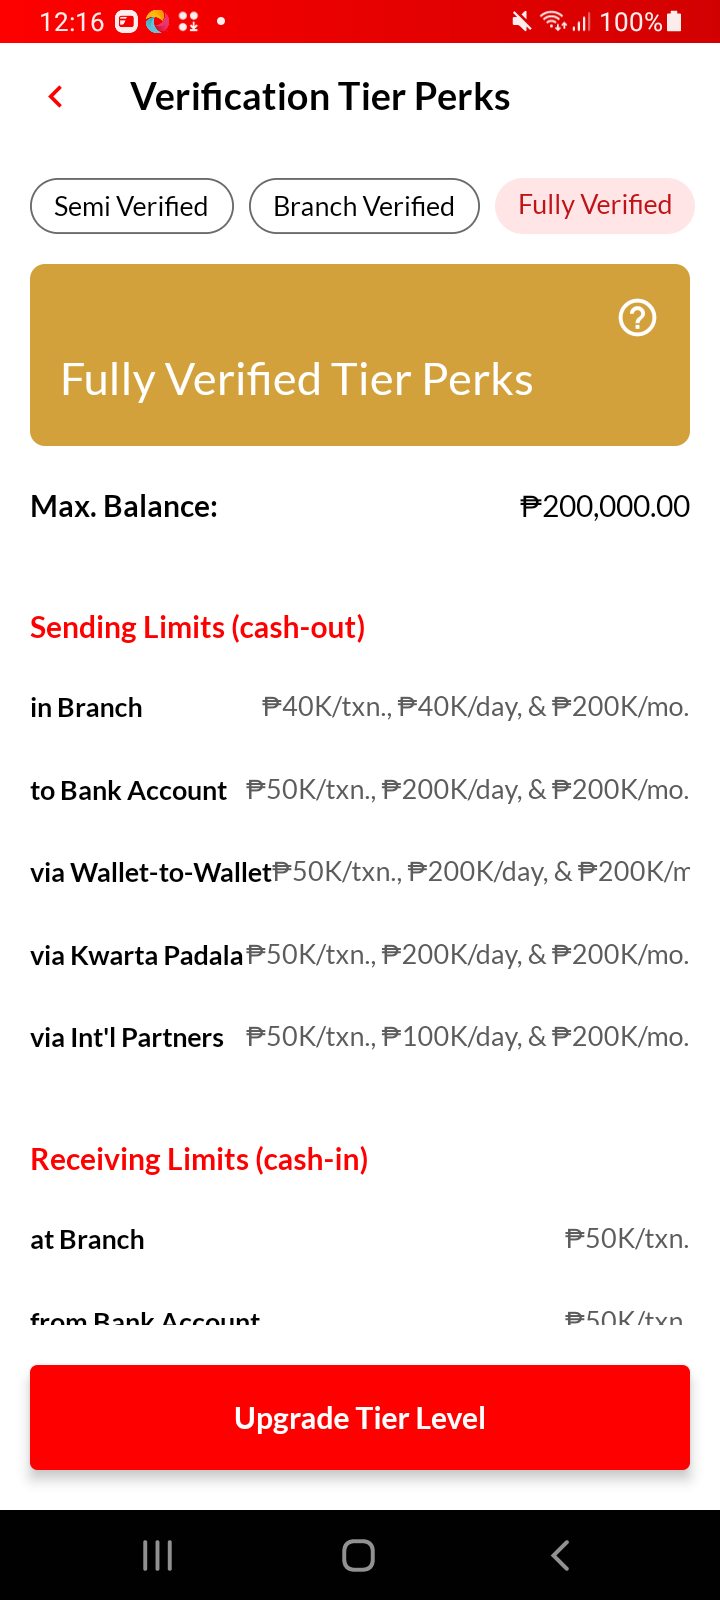 12:16 100%
Verification Tier Perks
Semi Verified Branch Verified Fully Verified
Fully Verified Tier Perks
Max. Balance: ₱200,000.00
Sending Limits (cash-out)
in Branch ₱40K/txn., ₱40K/day, & ₱200K/mo.
to Bank Account ₱50K/txn., ₱200K/day, & ₱200K/mo.
via Wallet-to-Wallet ₱50K/txn., ₱200K/day, & ₱200K/m
via Kwarta Padala ₱50K/txn., ₱200K/day, & ₱200K/mo.
via Int'l Partners ₱50K/txn., ₱100K/day, & ₱200K/mo.
Receiving Limits (cash-in)
at Branch ₱50K/txn.
from Bank Account ₱50K/txn.
Upgrade Tier Level